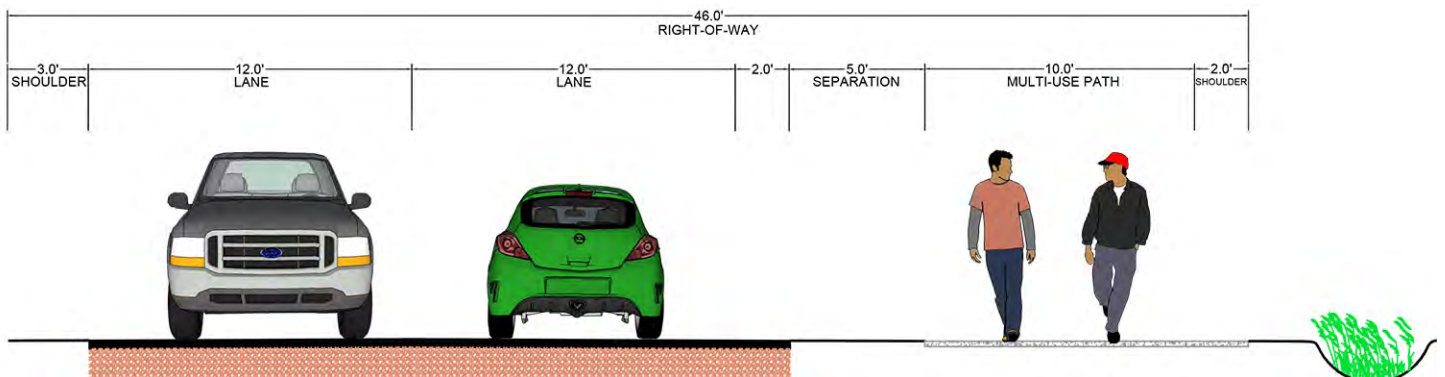 46.0'
RIGHT-OF-WAY
3.0' 12.0' 12.0' 2.0' 5.0' 10.0' 2.0'
SHOULDER LANE LANE SEPARATION MULTI-USE PATH SHOULDER